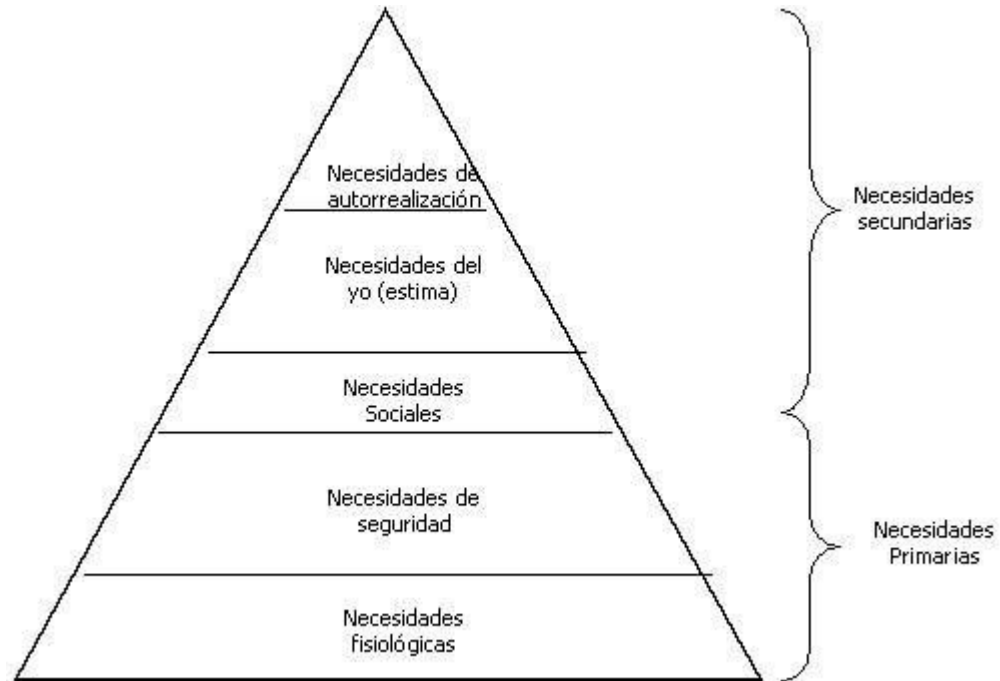 Necesidades de
autorrealización
Necesidades
secundarias
Necesidades del
yo (estima)
Necesidades
Sociales
Necesidades de
seguridad
Necesidades
Primarias
Necesidades
fisiológicas